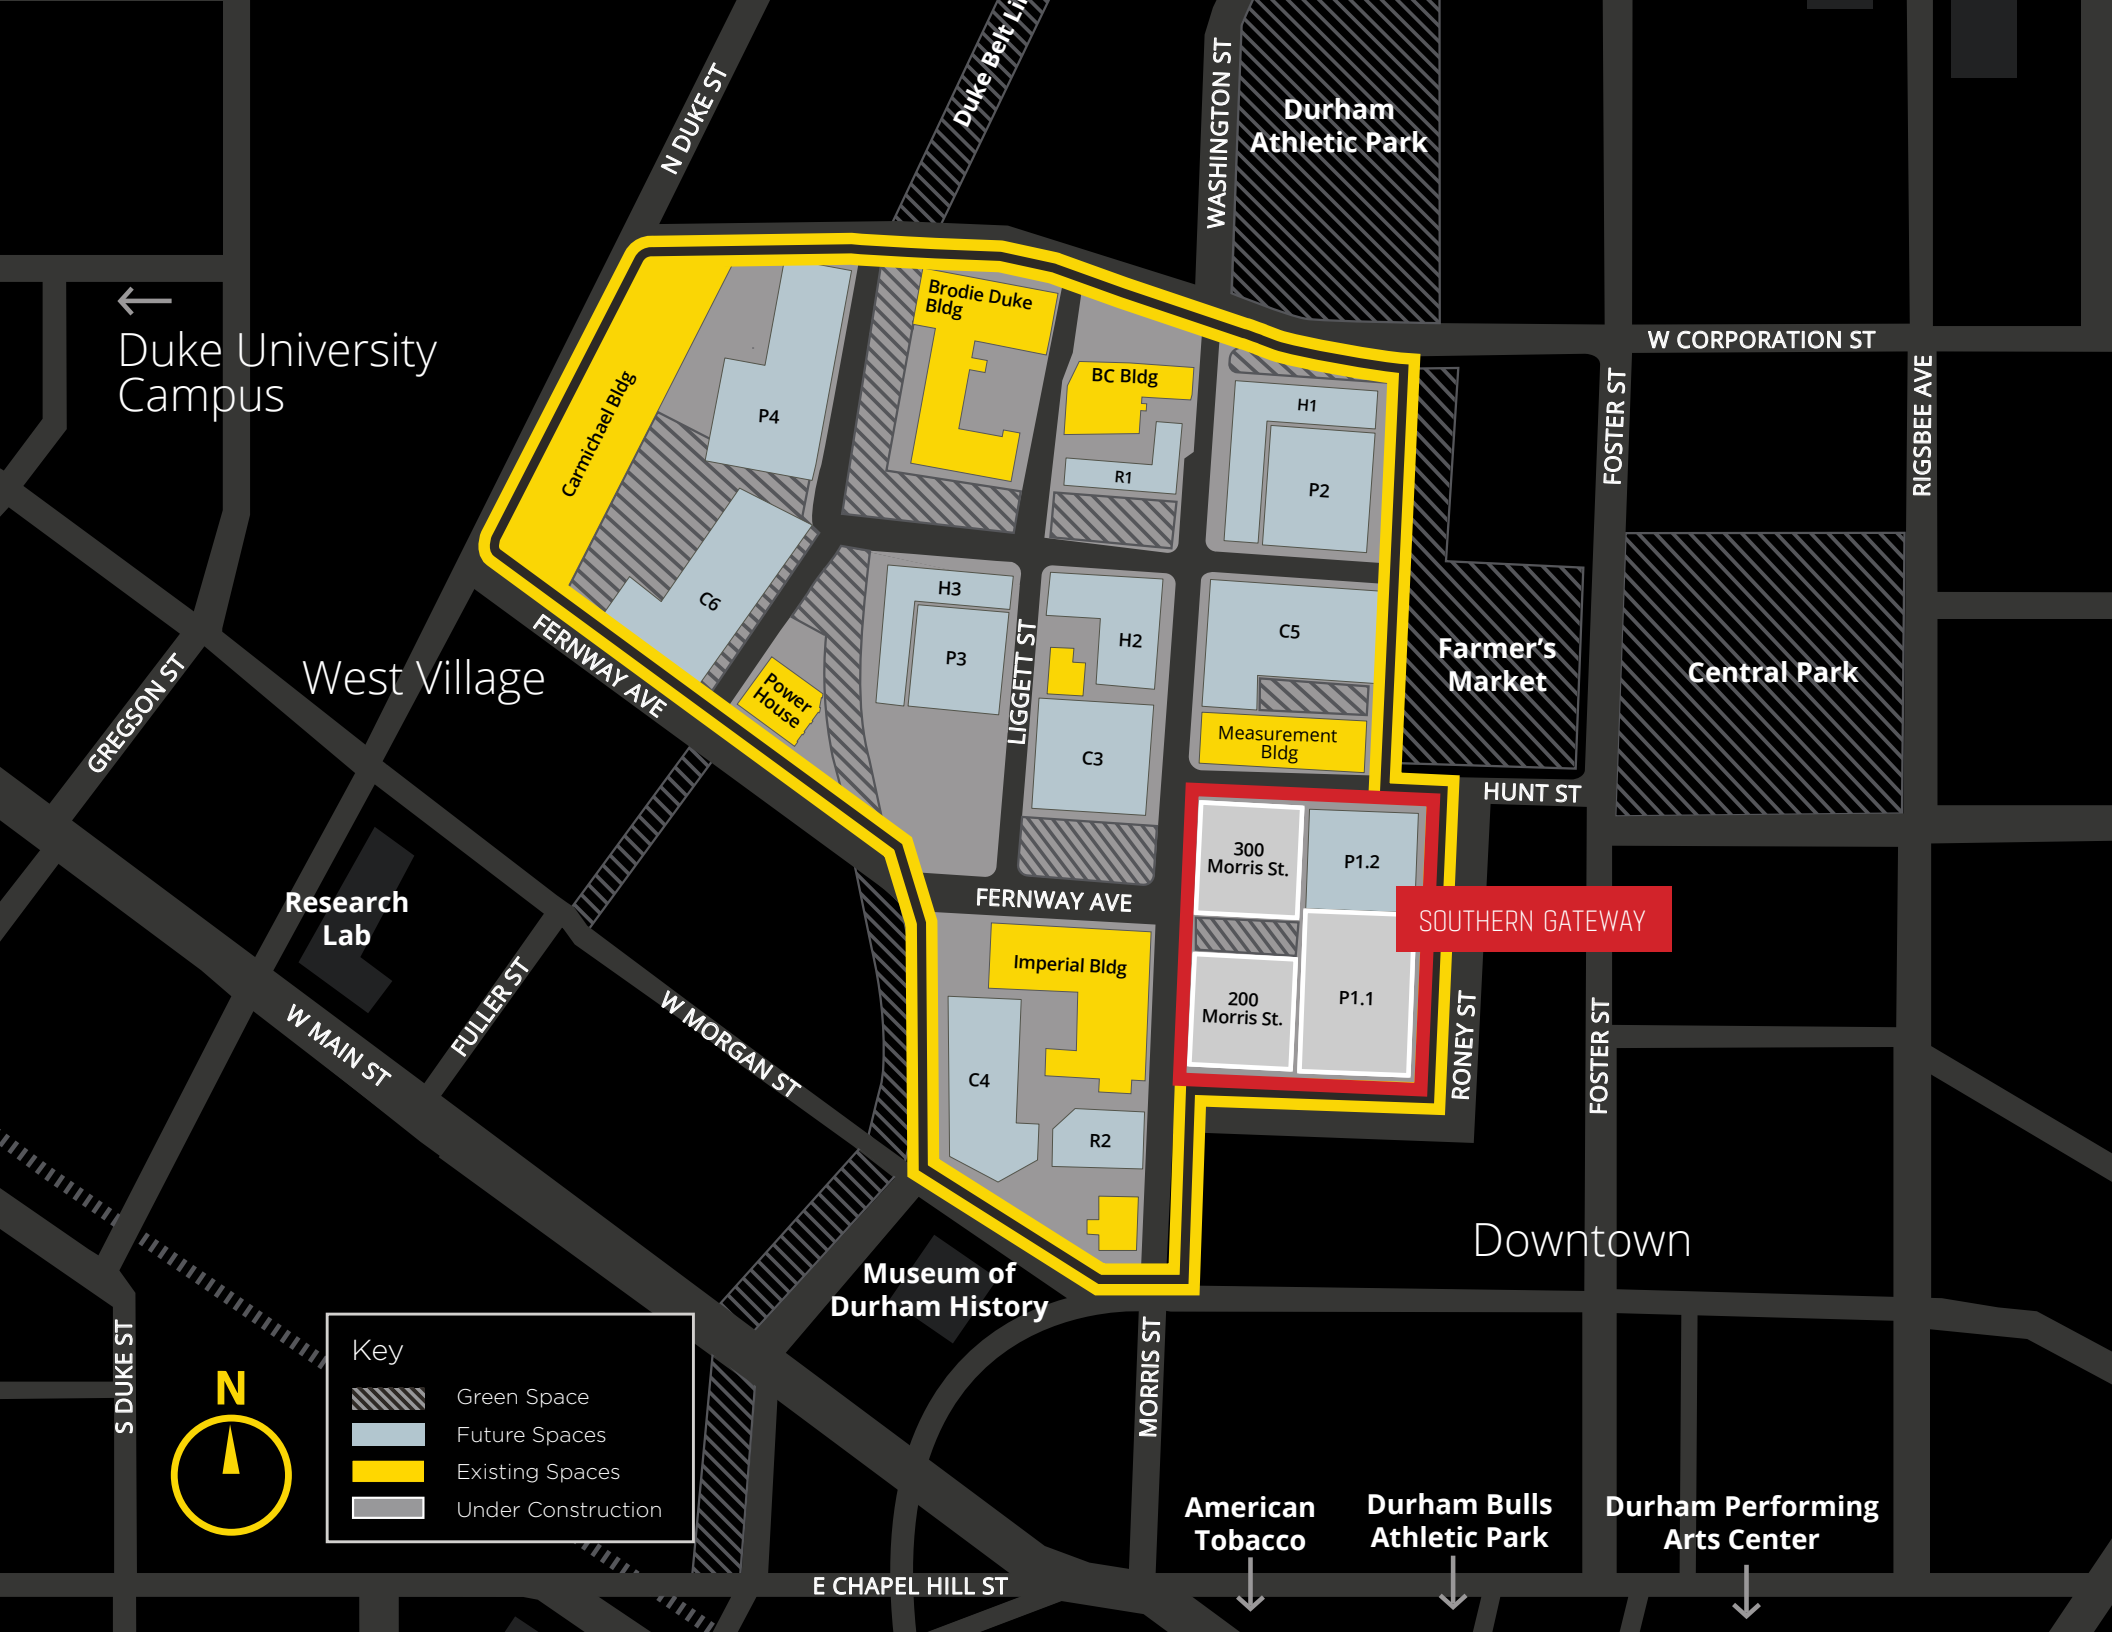 N DUKE ST
Duke Belt Li
WASHINGTON ST
Durham
Athletic Park
W CORPORATION ST
FOSTER ST
RIGSBEE AVE
Duke University
Campus
Brodie Duke
Bldg
BC Bldg
H1
P4
Carmichael Bldg
R1
P2
C6
H3
H2
C5
P3
LIGGETT ST
Farmer’s
Market
Central Park
GREGSON ST
West Village
FERNWAY AVE
Power
House
C3
Measurement
Bldg
HUNT ST
300
Morris St.
P1.2
Research
Lab
FERNWAY AVE
SOUTHERN GATEWAY
Imperial Bldg
200
Morris St.
P1.1
W MAIN ST
FULLER ST
W MORGAN ST
C4
RONEY ST
FOSTER ST
R2
Downtown
Museum of
Durham History
S DUKE ST
MORRIS ST
N
Key
Green Space
Future Spaces
Existing Spaces
Under Construction
American
Tobacco
Durham Bulls
Athletic Park
Durham Performing
Arts Center
E CHAPEL HILL ST